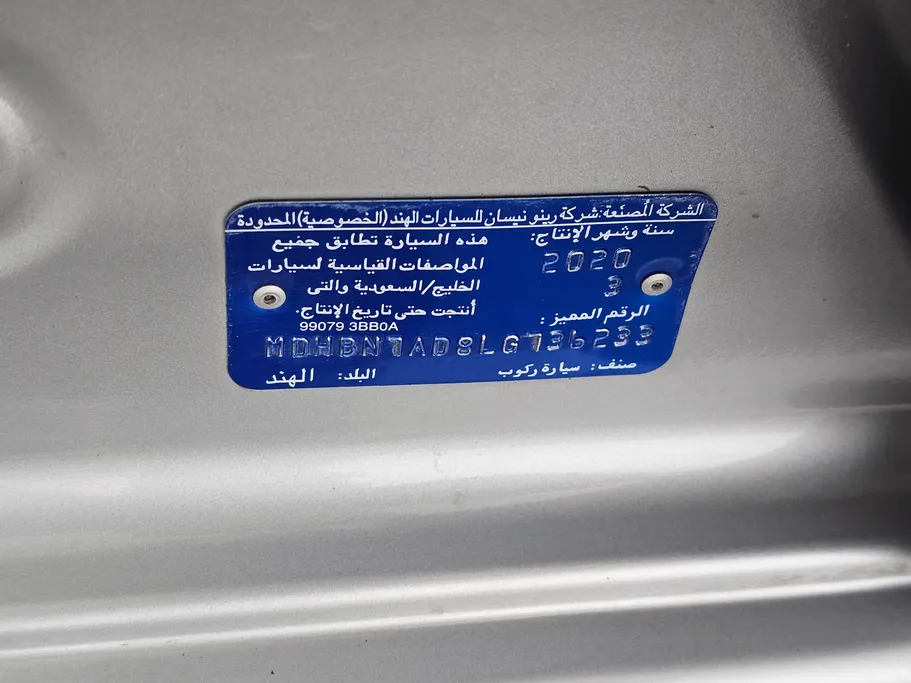 الشركة المصنعة: شركة رينو نيسان للسيارات الهند (الخصوصية) المحدودة
سنة وشهر الإنتاج:
2020
3
هذه السيارة تطابق جميع
المواصفات القياسية لسيارات
الخليج/السعودية والتى
أنتجت حتى تاريخ الإنتاج.
99079 3BB0A
الرقم المميز:
MDHBN7AD8LG736233
صنف: سيارة ركوب
البلد: الهند